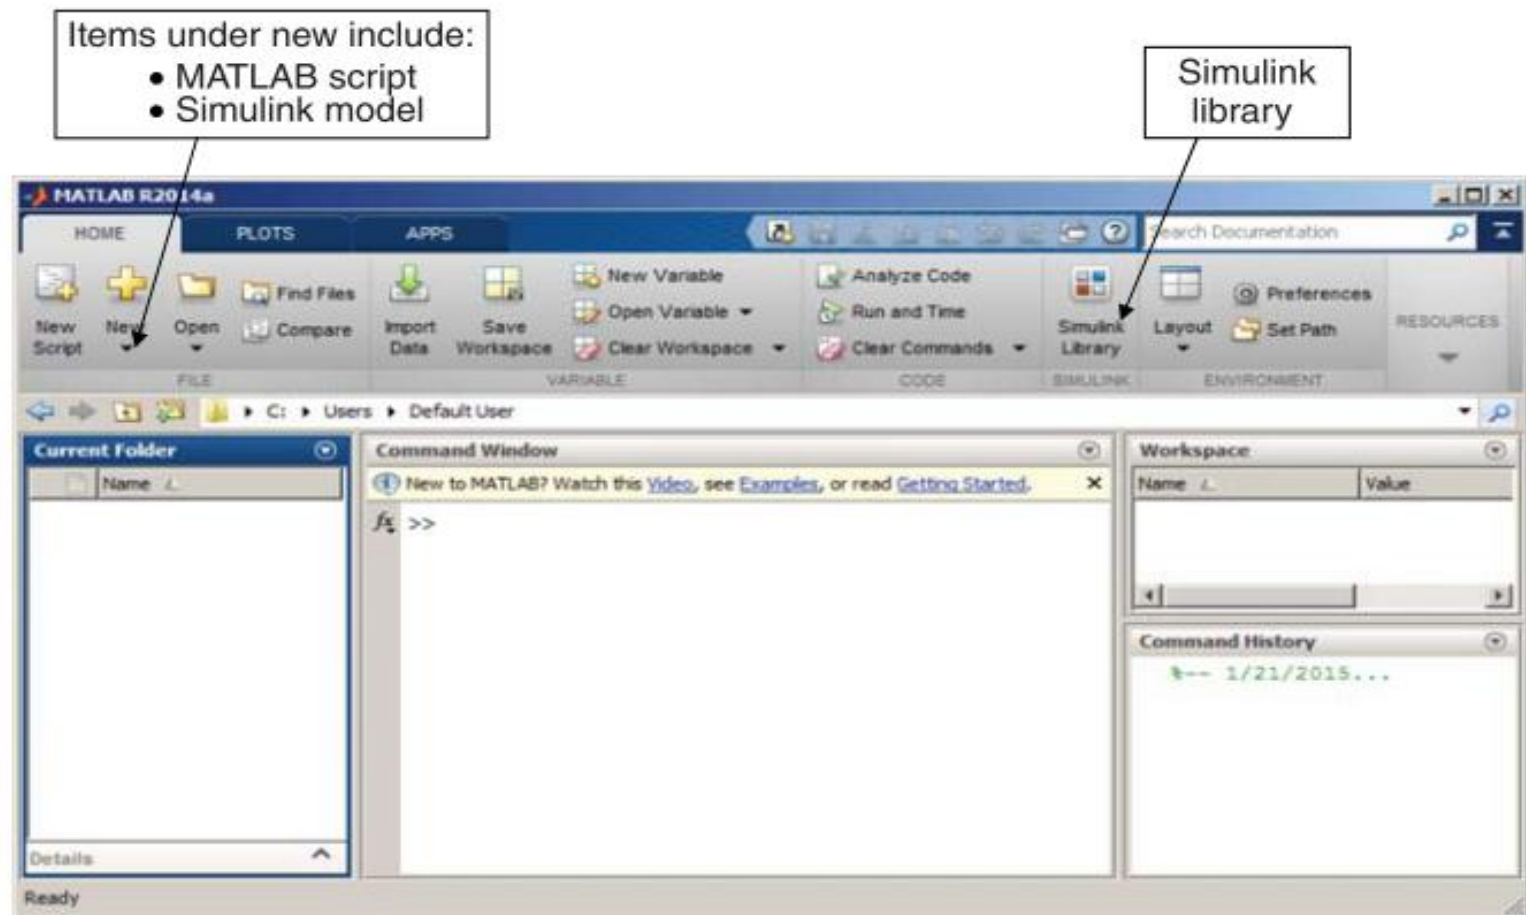 Items under new include:
• MATLAB script
• Simulink model
Simulink
library
MATLAB R2014a
HOME PLOTS APPS Search Documentation
New
Script
New
Open
Find Files
Compare
Import
Data
Save
Workspace
New Variable
Open Variable
Clear Workspace
Analyze Code
Run and Time
Clear Commands
Simulink
Library
Layout
Preferences
Set Path
RESOURCES
FILE VARIABLE CODE SIMULINK ENVIRONMENT
C: Users Default User
Current Folder
Name
Details
Command Window
New to MATLAB? Watch this Video, see Examples, or read Getting Started.
fx >>
Workspace
Name Value
Command History
%-- 1/21/2015...
Ready